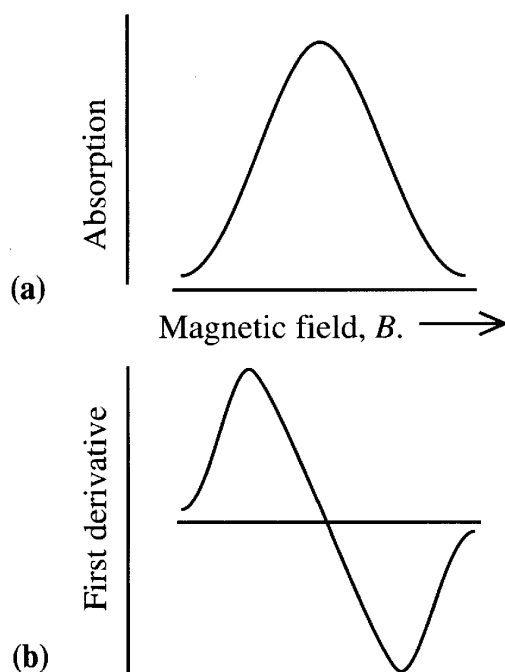 Absorption
(a)
Magnetic field, B.
First derivative
(b)